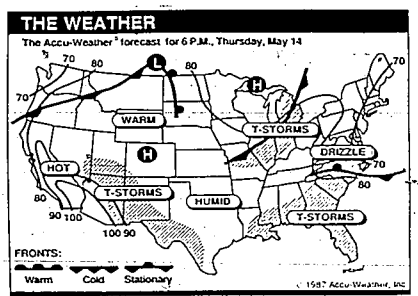 THE WEATHER
The Accu-Weather® forecast for 6 P.M., Thursday, May 14
70
80
L
80
H
70
70
WARM
T-STORMS
H
DRIZZLE
HOT
70
T-STORMS
HUMID
80
80
T-STORMS
90 100
100 90
FRONTS:
Warm Cold Stationary
© 1987 Accu-Weather, Inc